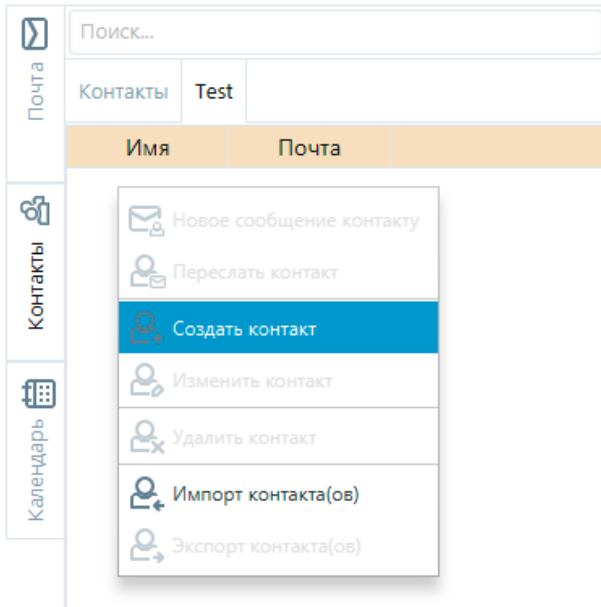 Поиск...
Почта
Контакты Test
Имя Почта
Новое сообщение контакту
Переслать контакт
Контакты
Создать контакт
Изменить контакт
Календарь
Удалить контакт
Импорт контакта(ов)
Экспорт контакта(ов)